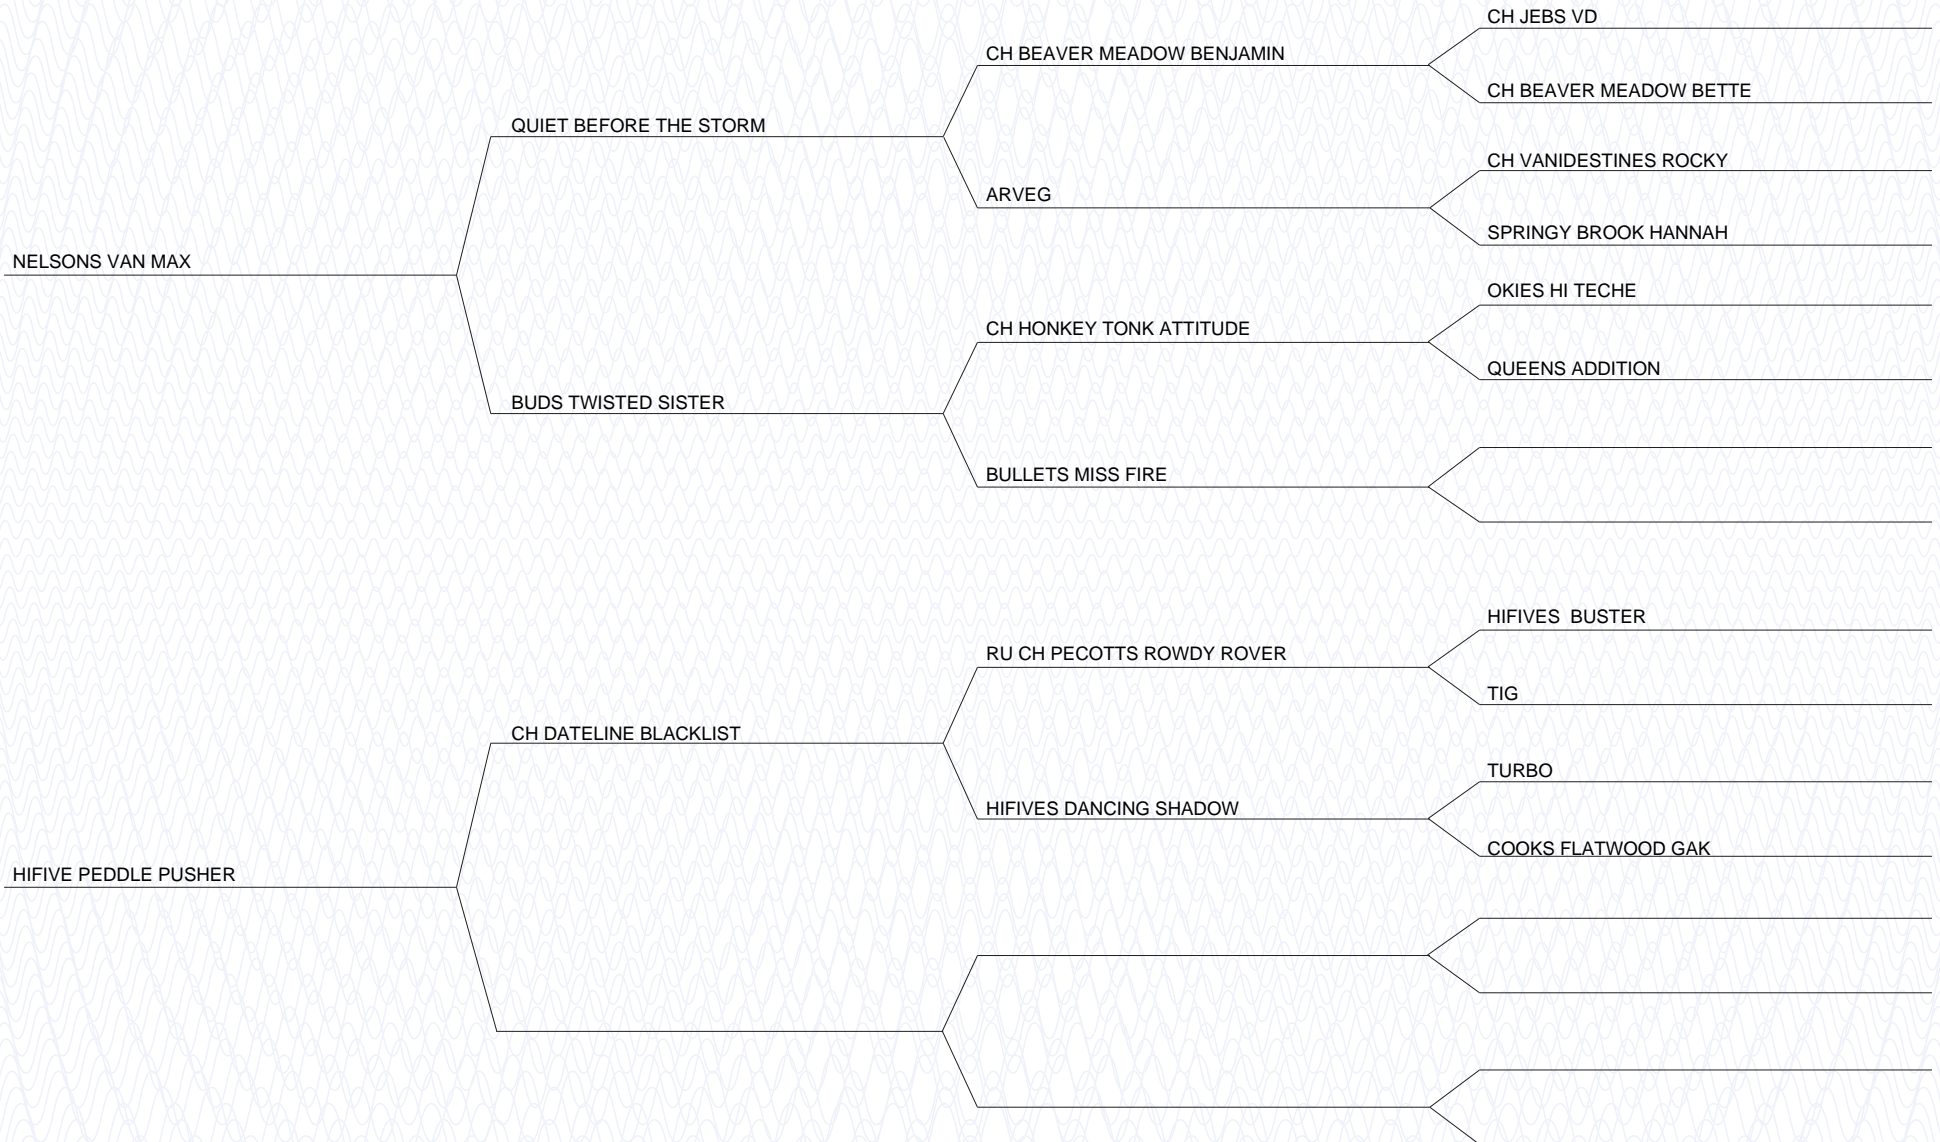 CH JEBS VD
CH BEAVER MEADOW BENJAMIN
CH BEAVER MEADOW BETTE
QUIET BEFORE THE STORM
CH VANIDESTINES ROCKY
ARVEG
SPRINGY BROOK HANNAH
NELSONS VAN MAX
OKIES HI TECHE
CH HONKEY TONK ATTITUDE
QUEENS ADDITION
BUDS TWISTED SISTER
BULLETS MISS FIRE
HIFIVES  BUSTER
RU CH PECOTTS ROWDY ROVER
TIG
CH DATELINE BLACKLIST
TURBO
HIFIVES DANCING SHADOW
COOKS FLATWOOD GAK
HIFIVE PEDDLE PUSHER